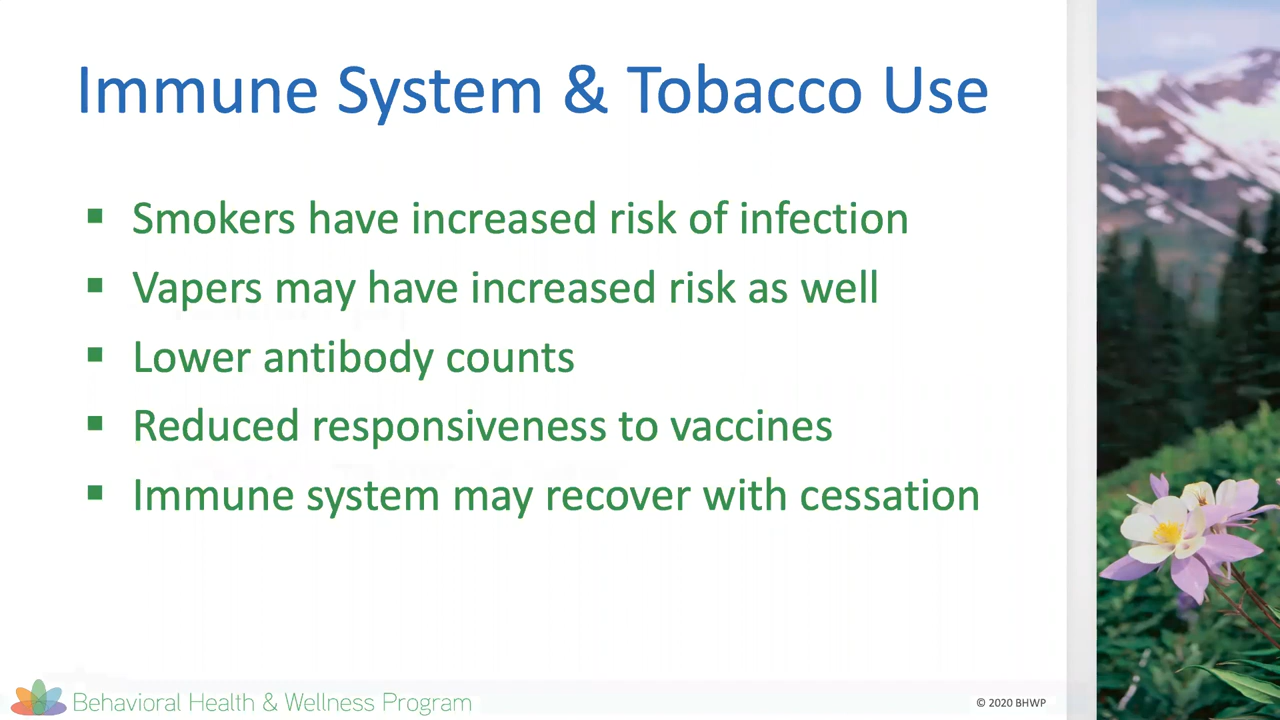 Immune System & Tobacco Use
▪ Smokers have increased risk of infection
▪ Vapers may have increased risk as well
▪ Lower antibody counts
▪ Reduced responsiveness to vaccines
▪ Immune system may recover with cessation
Behavioral Health & Wellness Program
© 2020 BHWP